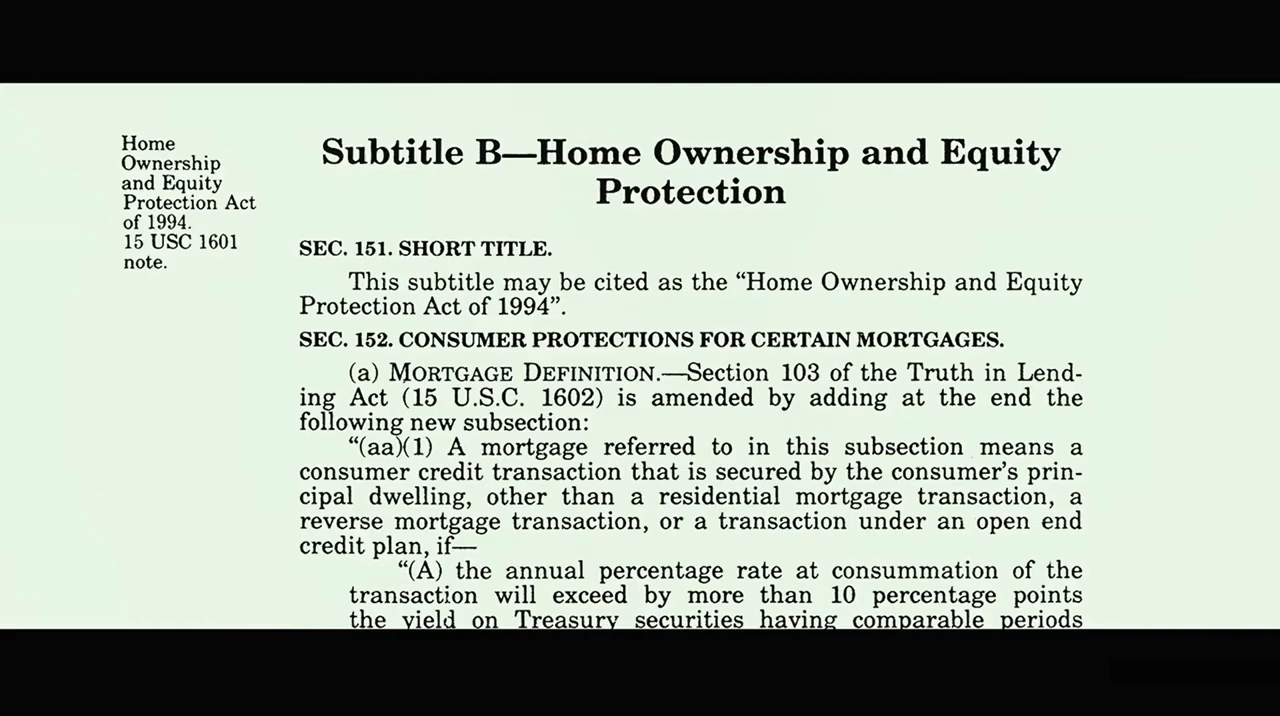 Home
Ownership
and Equity
Protection Act
of 1994.
15 USC 1601
note.
Subtitle B—Home Ownership and Equity
Protection
SEC. 151. SHORT TITLE.
This subtitle may be cited as the “Home Ownership and Equity
Protection Act of 1994”.
SEC. 152. CONSUMER PROTECTIONS FOR CERTAIN MORTGAGES.
(a) MORTGAGE DEFINITION.—Section 103 of the Truth in Lend-
ing Act (15 U.S.C. 1602) is amended by adding at the end the
following new subsection:
“(aa)(1) A mortgage referred to in this subsection means a
consumer credit transaction that is secured by the consumer’s prin-
cipal dwelling, other than a residential mortgage transaction, a
reverse mortgage transaction, or a transaction under an open end
credit plan, if—
“(A) the annual percentage rate at consummation of the
transaction will exceed by more than 10 percentage points
the yield on Treasury securities having comparable periods